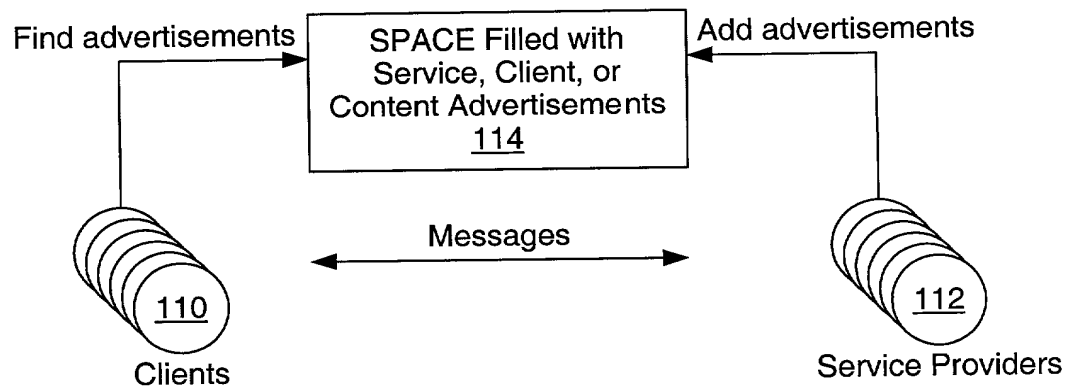 Find advertisements
SPACE Filled with
Service, Client, or
Content Advertisements
114
Add advertisements
Messages
110
Clients
112
Service Providers